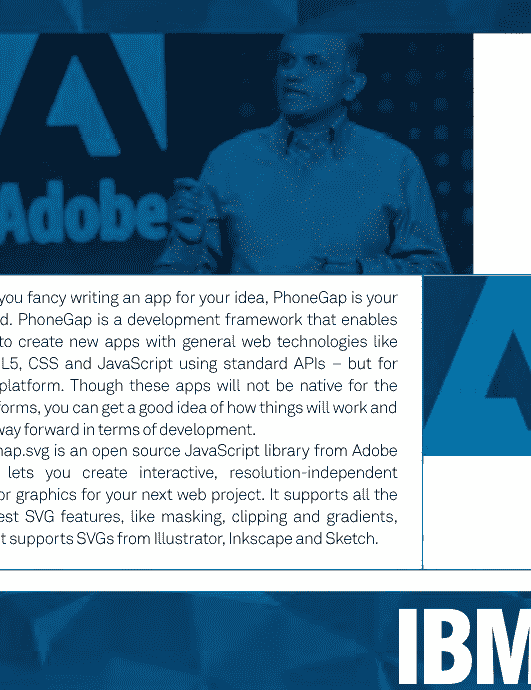 Adobe
you fancy writing an app for your idea, PhoneGap is your
d. PhoneGap is a development framework that enables
to create new apps with general web technologies like
L5, CSS and JavaScript using standard APIs – but for
platform. Though these apps will not be native for the
forms, you can get a good idea of how things will work and
way forward in terms of development.
nap.svg is an open source JavaScript library from Adobe
lets you create interactive, resolution-independent
or graphics for your next web project. It supports all the
est SVG features, like masking, clipping and gradients,
t supports SVGs from Illustrator, Inkscape and Sketch.
IBM